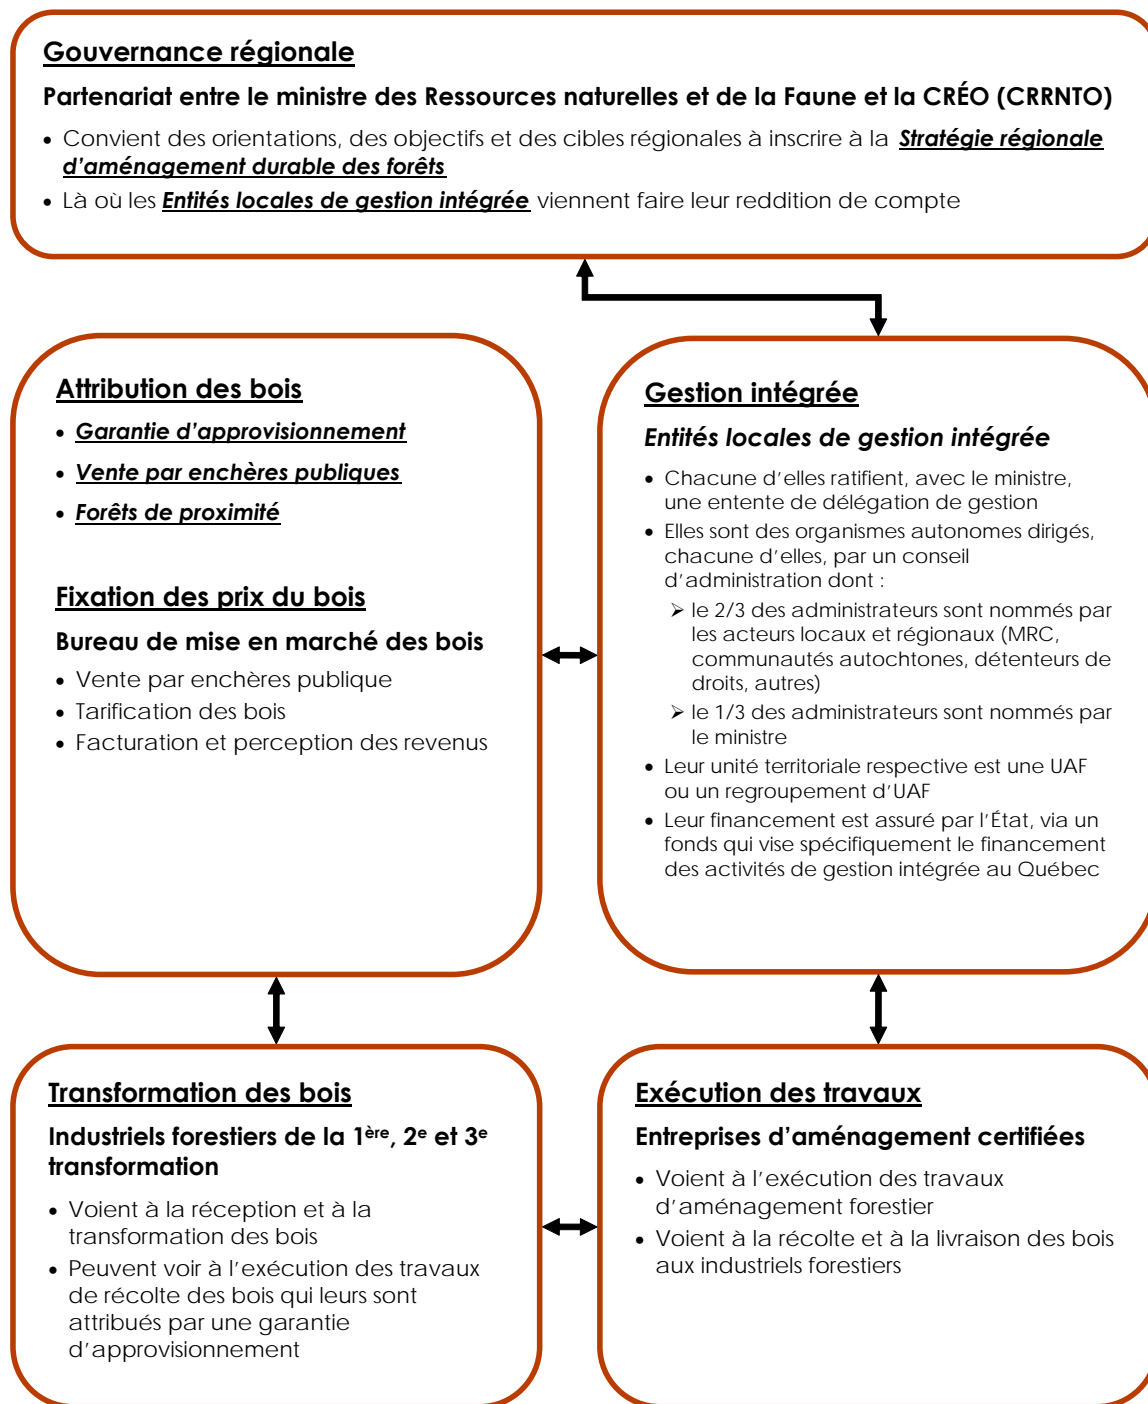 Gouvernance régionale
Partenariat entre le ministre des Ressources naturelles et de la Faune et la CRÉO (CRRNTO)
• Convient des orientations, des objectifs et des cibles régionales à inscrire à la Stratégie régionale
d'aménagement durable des forêts
• Là où les Entités locales de gestion intégrée viennent faire leur reddition de compte
Attribution des bois
• Garantie d'approvisionnement
• Vente par enchères publiques
• Forêts de proximité
Fixation des prix du bois
Bureau de mise en marché des bois
• Vente par enchères publique
• Tarification des bois
• Facturation et perception des revenus
Gestion intégrée
Entités locales de gestion intégrée
• Chacune d'elles ratifient, avec le ministre,
une entente de délégation de gestion
• Elles sont des organismes autonomes dirigés,
chacune d'elles, par un conseil
d'administration dont :
➢ le 2/3 des administrateurs sont nommés par
les acteurs locaux et régionaux (MRC,
communautés autochtones, détenteurs de
droits, autres)
➢ le 1/3 des administrateurs sont nommés par
le ministre
• Leur unité territoriale respective est une UAF
ou un regroupement d'UAF
• Leur financement est assuré par l'État, via un
fonds qui vise spécifiquement le financement
des activités de gestion intégrée au Québec
Transformation des bois
Industriels forestiers de la 1ère, 2e et 3e
transformation
• Voient à la réception et à la
transformation des bois
• Peuvent voir à l'exécution des travaux
de récolte des bois qui leurs sont
attribués par une garantie
d'approvisionnement
Exécution des travaux
Entreprises d'aménagement certifiées
• Voient à l'exécution des travaux
d'aménagement forestier
• Voient à la récolte et à la livraison des bois
aux industriels forestiers